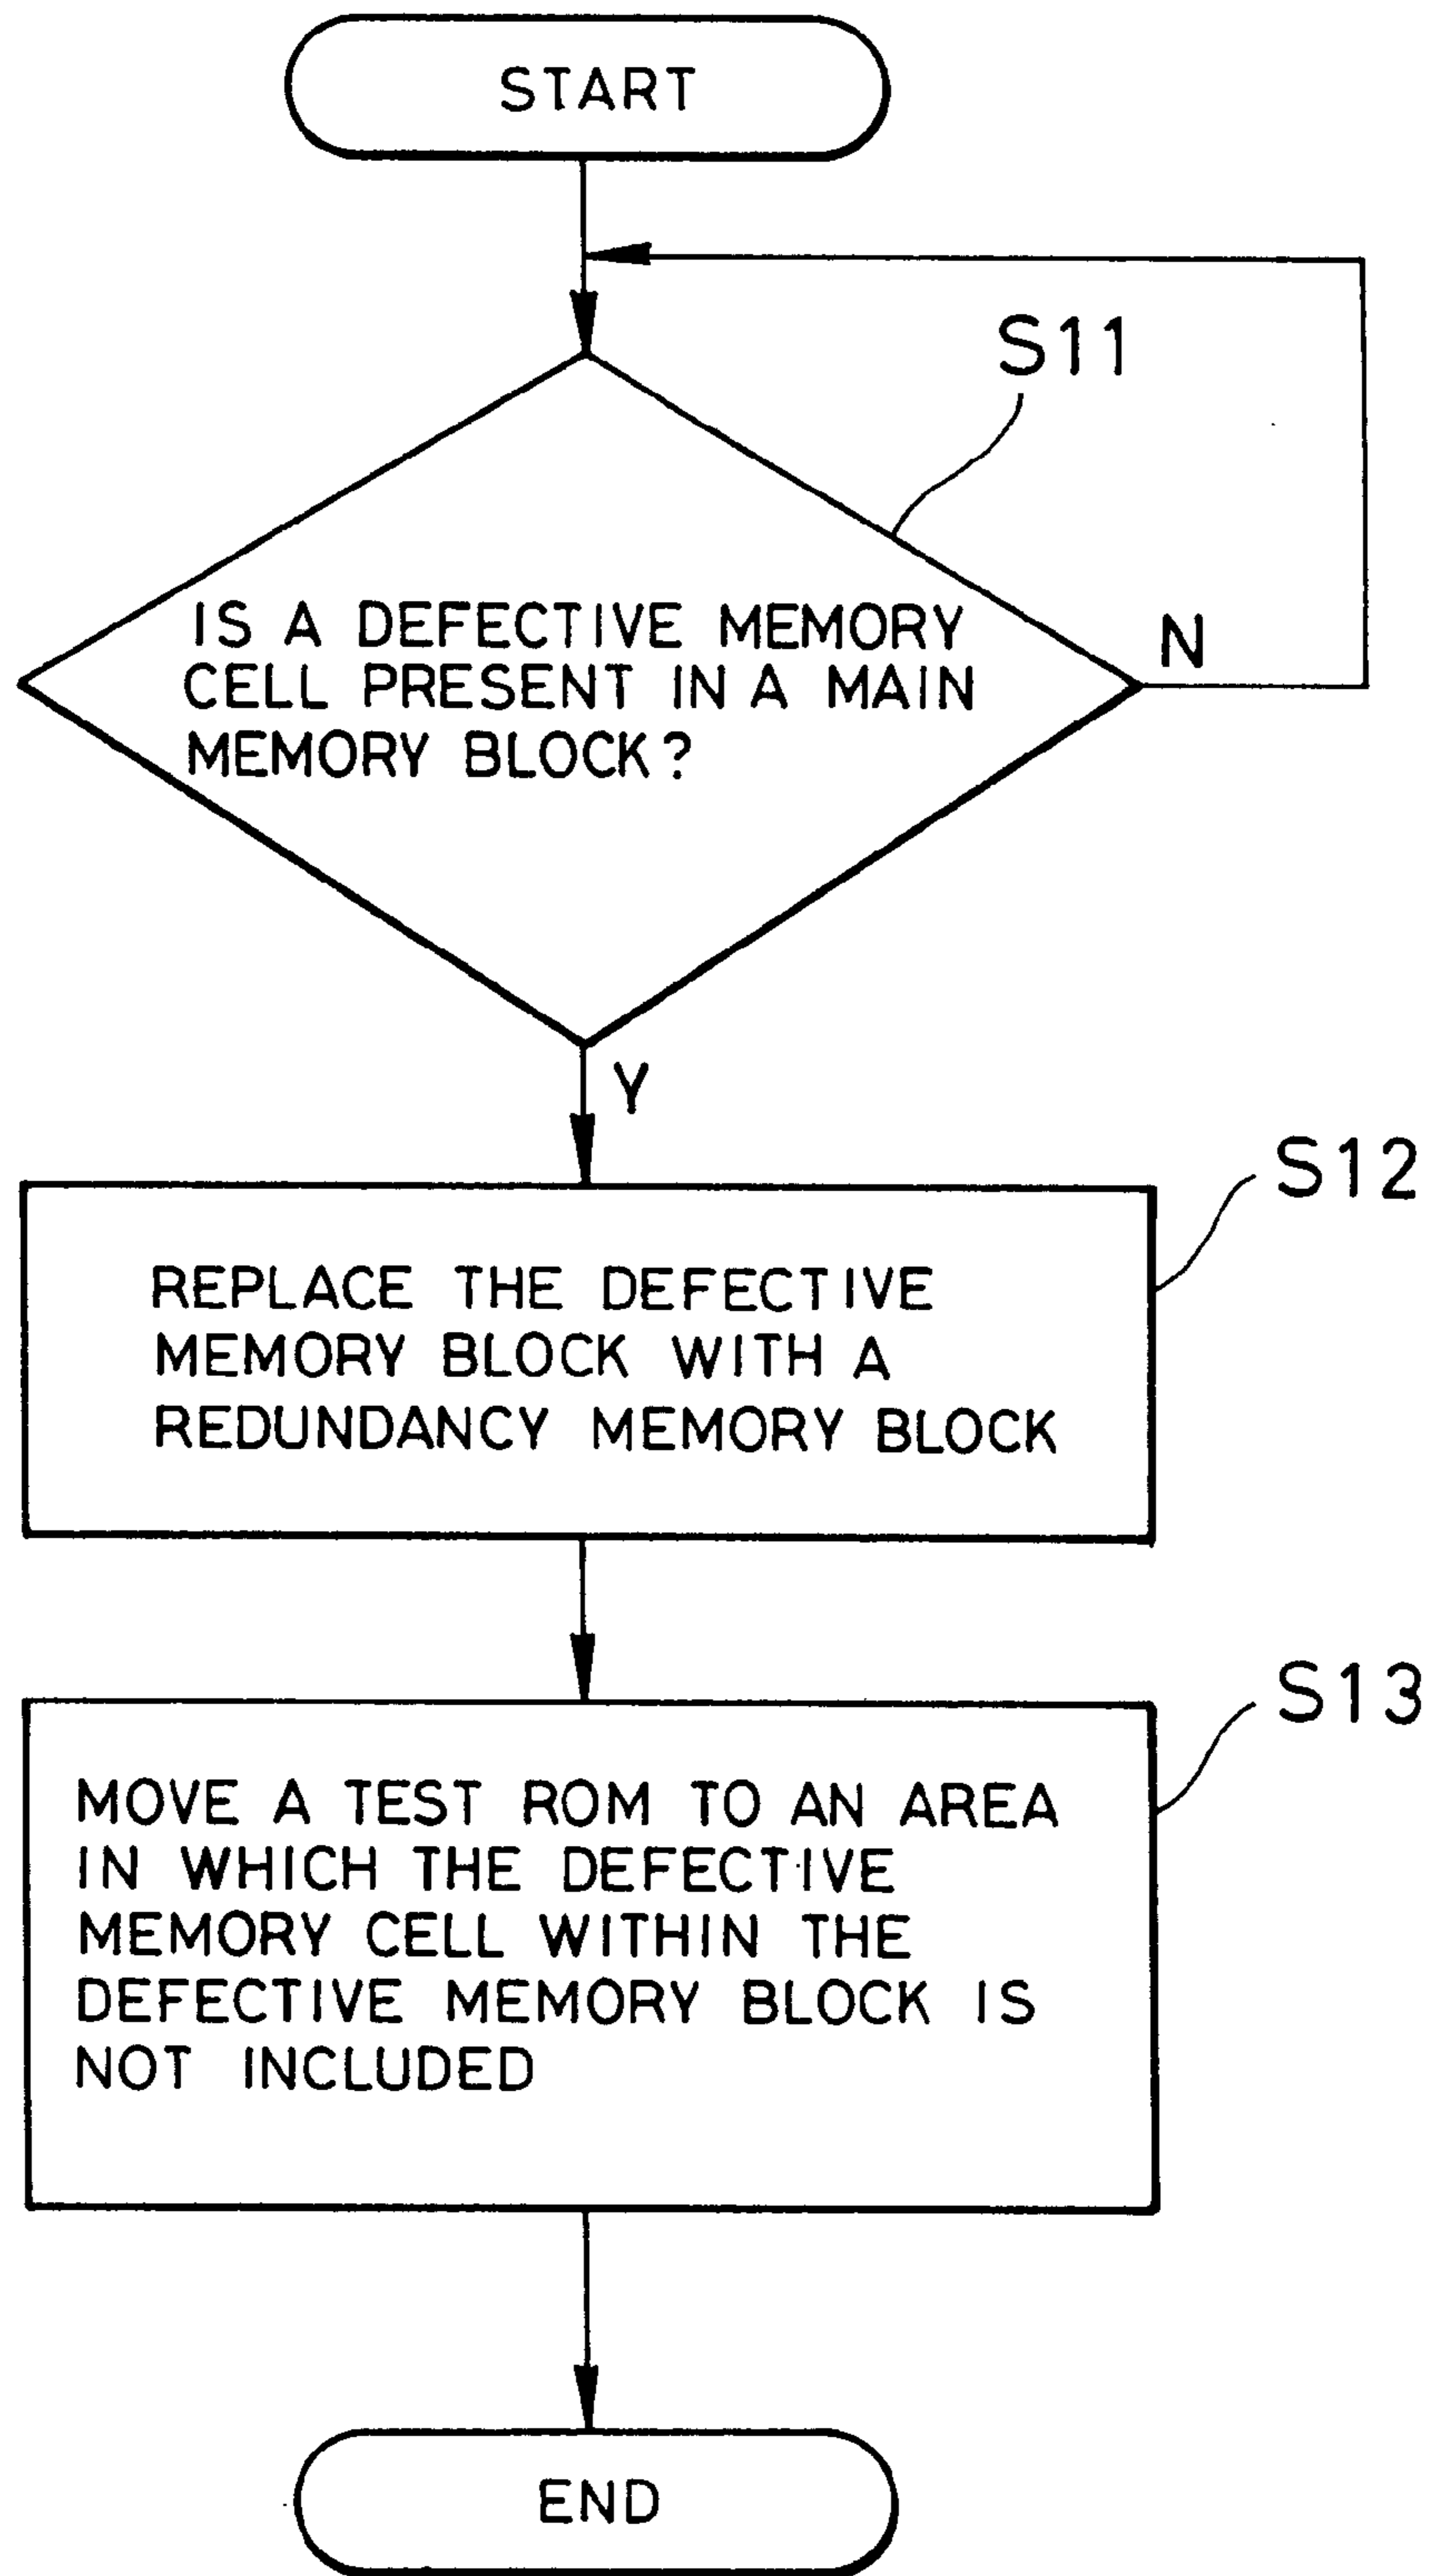 START
S11
IS A DEFECTIVE MEMORY
CELL PRESENT IN A MAIN
MEMORY BLOCK?
N
Y
S12
REPLACE THE DEFECTIVE
MEMORY BLOCK WITH A
REDUNDANCY MEMORY BLOCK
S13
MOVE A TEST ROM TO AN AREA
IN WHICH THE DEFECTIVE
MEMORY CELL WITHIN THE
DEFECTIVE MEMORY BLOCK IS
NOT INCLUDED
END